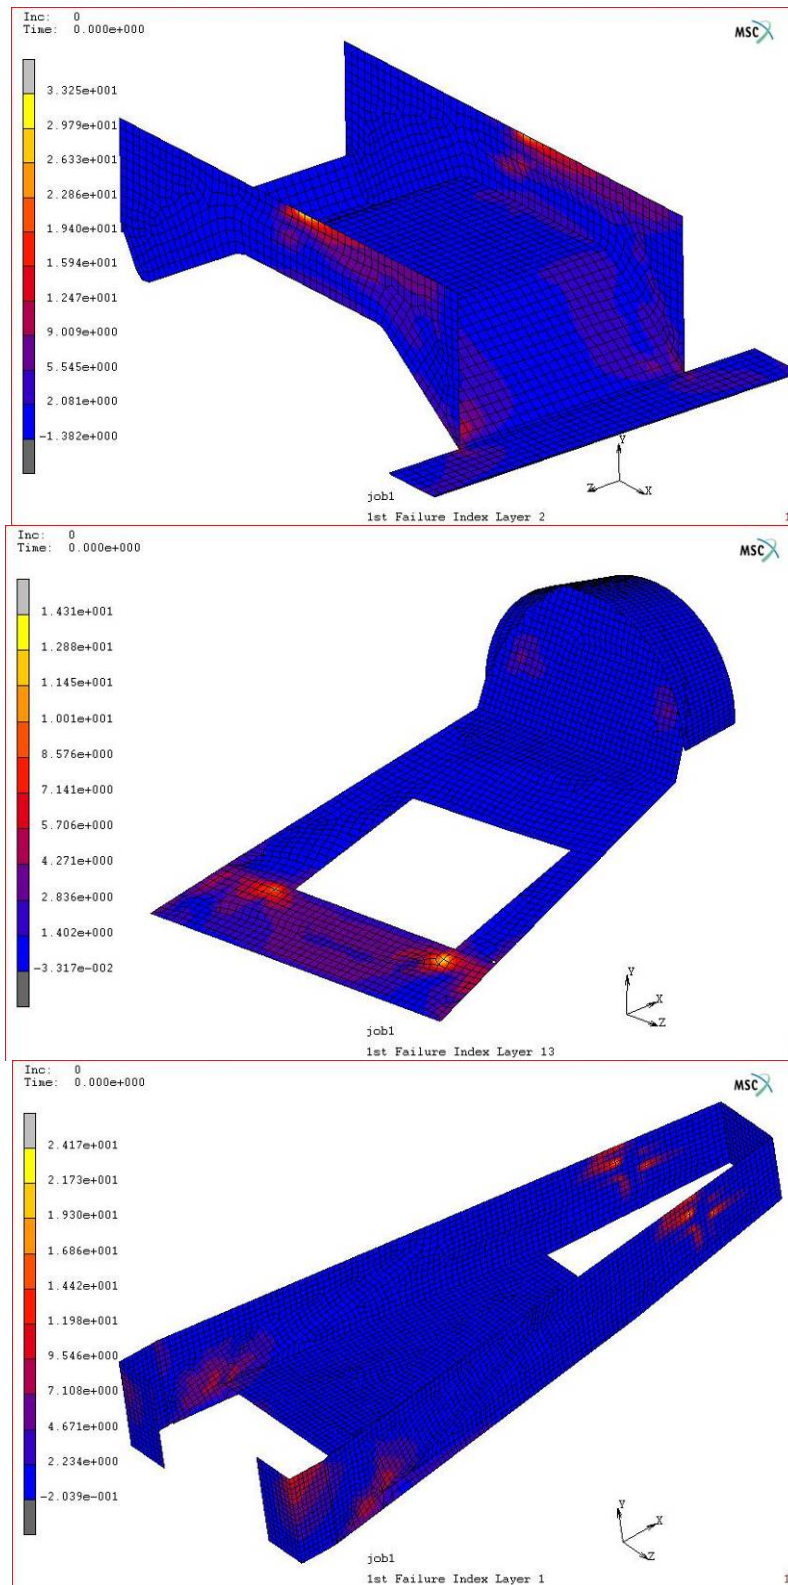 Inc: 0
Time: 0.000e+000
MSC
3.325e+001
2.979e+001
2.633e+001
2.286e+001
1.940e+001
1.594e+001
1.247e+001
9.009e+000
5.545e+000
2.081e+000
-1.382e+000
Y
Z
X
job1
1st Failure Index Layer 2
1
Inc: 0
Time: 0.000e+000
MSC
1.431e+001
1.288e+001
1.145e+001
1.001e+001
8.576e+000
7.141e+000
5.706e+000
4.271e+000
2.836e+000
1.402e+000
-3.317e-002
Y
X
Z
job1
1st Failure Index Layer 13
Inc: 0
Time: 0.000e+000
MSC
2.417e+001
2.173e+001
1.930e+001
1.686e+001
1.442e+001
1.198e+001
9.546e+000
7.108e+000
4.671e+000
2.234e+000
-2.039e-001
Y
X
Z
job1
1st Failure Index Layer 1
1